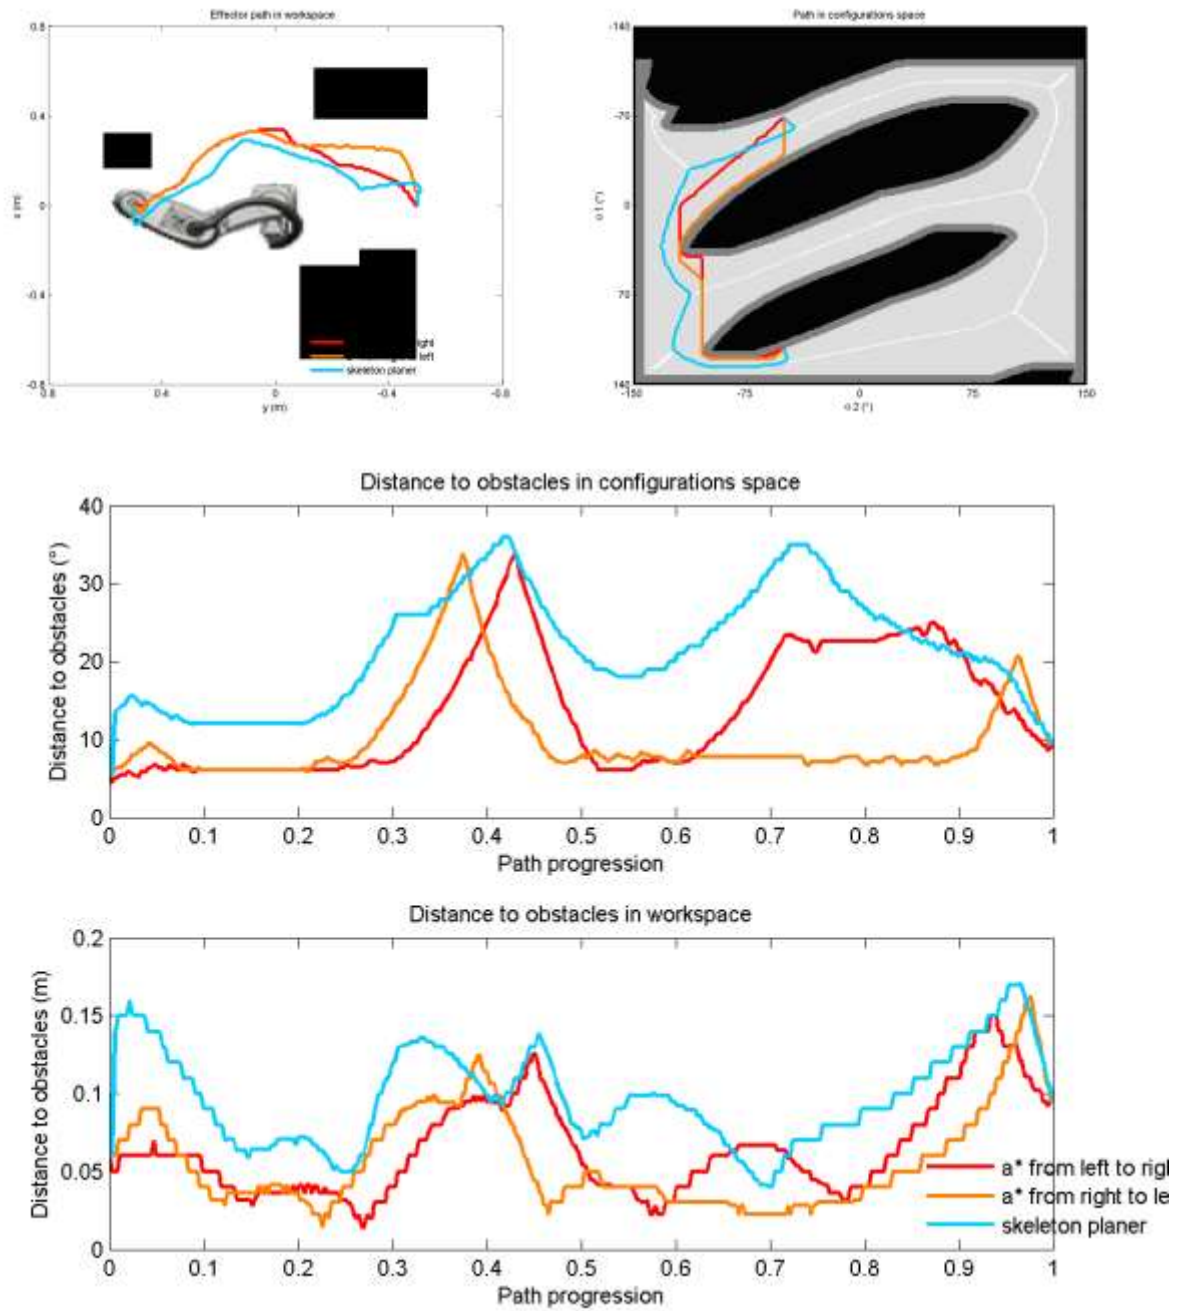 Effector path in workspace
0.8
0.4
0
-0.4
-0.8
0.8
0.4
0
-0.4
-0.8
x (m)
y (m)
right
left
skeleton planer
Path in configurations space
-140
-70
0
70
140
-150
-75
0
75
150
Distance to obstacles in configurations space
Distance to obstacles (°)
40
30
20
10
0
0 0.1 0.2 0.3 0.4 0.5 0.6 0.7 0.8 0.9 1
Path progression
Distance to obstacles in workspace
Distance to obstacles (m)
0.2
0.15
0.1
0.05
0
a* from left to rigl
a* from right to le
skeleton planer
0 0.1 0.2 0.3 0.4 0.5 0.6 0.7 0.8 0.9 1
Path progression